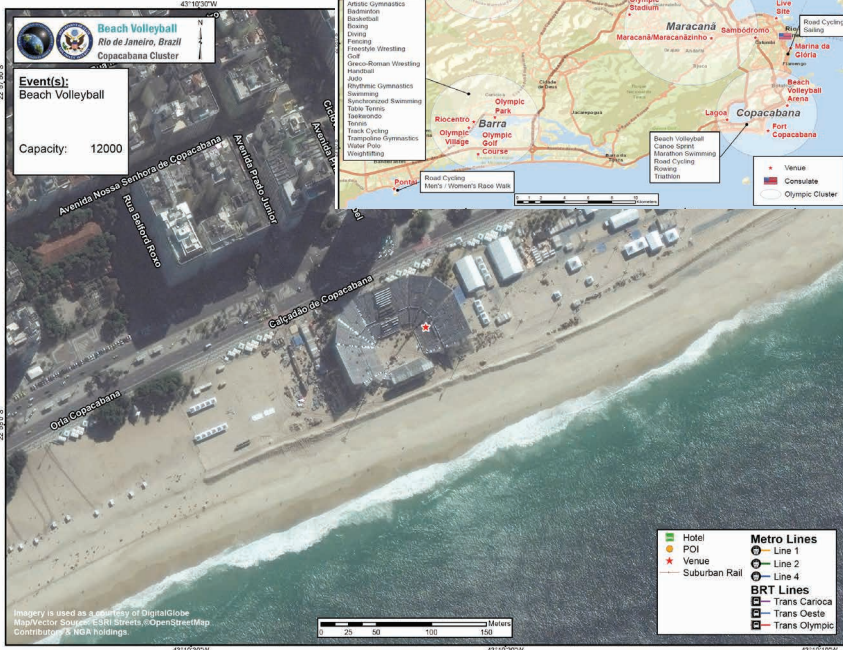 43°10'30"W
Beach Volleyball
Rio de Janeiro, Brazil
Copacabana Cluster
N
Event(s):
Beach Volleyball
Capacity: 12000
Artistic Gymnastics
Badminton
Basketball
Boxing
Diving
Fencing
Freestyle Wrestling
Golf
Greco-Roman Wrestling
Handball
Judo
Rhythmic Gymnastics
Swimming
Synchronized Swimming
Table Tennis
Taekwondo
Tennis
Track Cycling
Trampoline Gymnastics
Water Polo
Weightlifting
Olympic
Stadium
Maracanã
Maracanã/Maracanãzinho
Sambódromo
Live
Site
Road Cycling
Sailing
Marina da
Glória
Flamengo
Beach
Volleyball
Arena
Lagoa
Copacabana
Fort
Copacabana
Cidade
de Deus
Jacarepaguá
Olympic
Park
Riocentro
Barra
Olympic
Village
Olympic
Golf
Course
Pontal
Road Cycling
Men's / Women's Race Walk
Beach Volleyball
Canoe Sprint
Marathon Swimming
Road Cycling
Rowing
Triathlon
Venue
Consulate
Olympic Cluster
Avenida Nossa Senhora de Copacabana
Avenida Prado Junior
Rua Belford Roxo
Calçadão de Copacabana
Orla Copacabana
Hotel
POI
Venue
Suburban Rail
Metro Lines
Line 1
Line 2
Line 4
BRT Lines
Trans Carioca
Trans Oeste
Trans Olympic
Imagery is used as a courtesy of DigitalGlobe
Map/Vector Source: ESRI Streets, ©OpenStreetMap
Contributors & NGA holdings.
Meters
0 25 50 100 150